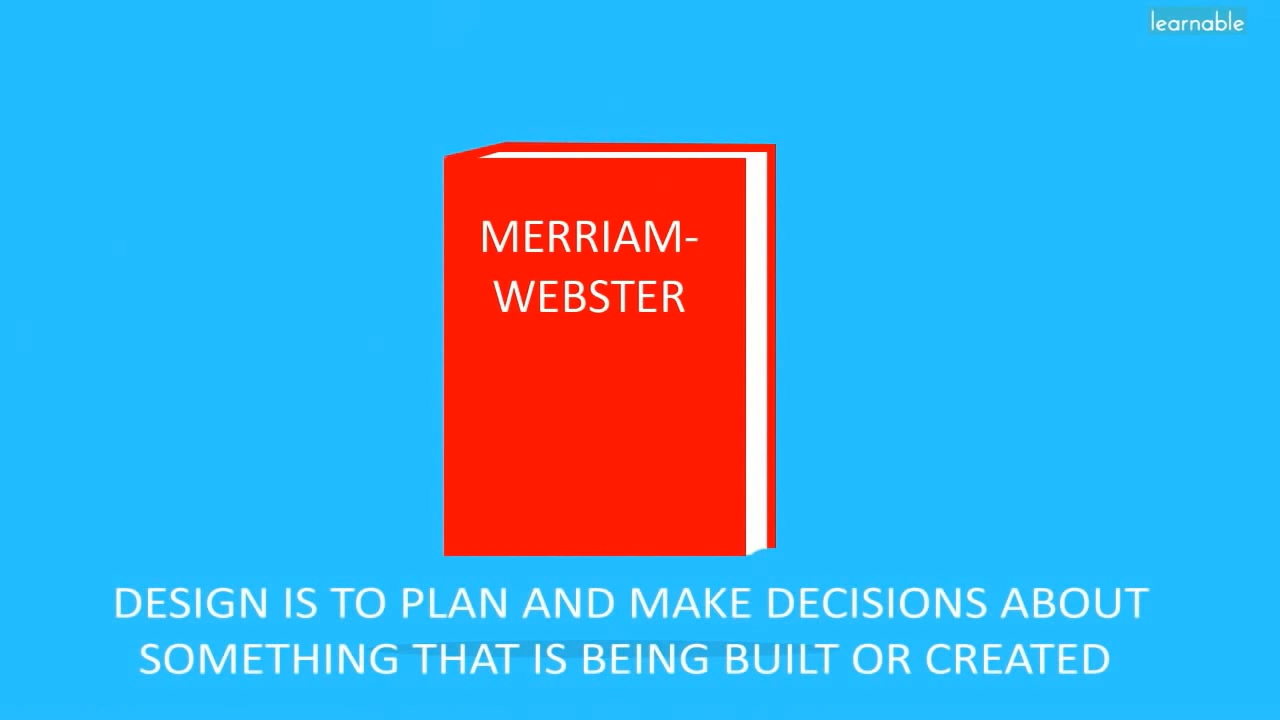 learnable
MERRIAM-
WEBSTER
DESIGN IS TO PLAN AND MAKE DECISIONS ABOUT
SOMETHING THAT IS BEING BUILT OR CREATED